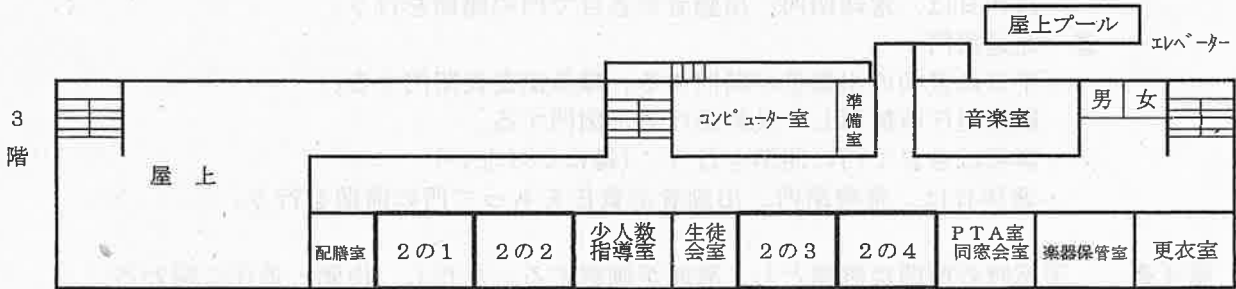 屋上プール
エレベーター
3階
屋上
コンピューター室
準備室
音楽室
男
女
配膳室
2の1
2の2
少人数
指導室
生徒
会室
2の3
2の4
PTA室
同窓会室
楽器保管室
更衣室